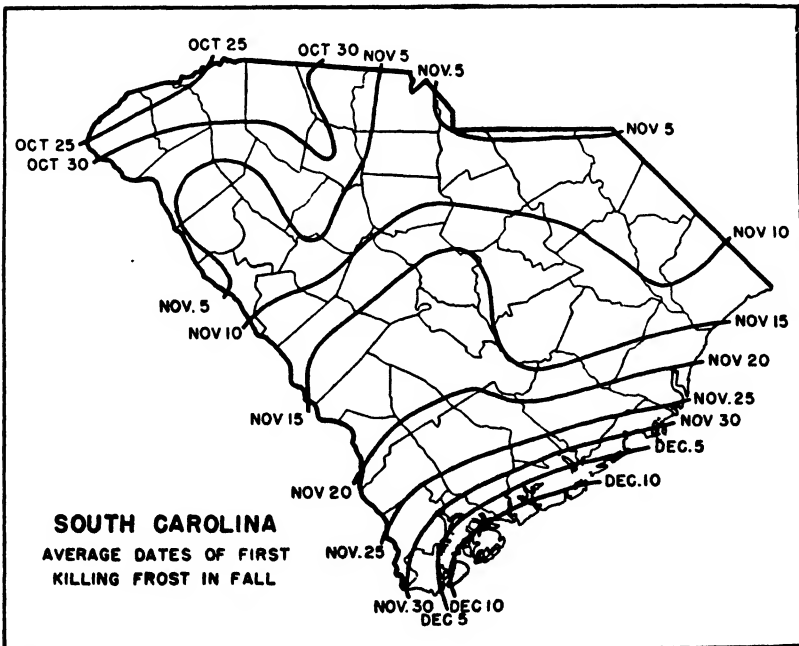 OCT 25
OCT 30
NOV 5
NOV. 5
NOV 5
OCT 25
OCT 30
NOV 10
NOV. 5
NOV 10
NOV 15
NOV 20
NOV. 25
NOV 30
NOV 15
DEC. 5
DEC. 10
NOV 20
SOUTH CAROLINA
AVERAGE DATES OF FIRST
KILLING FROST IN FALL
NOV. 25
NOV. 30
DEC 10
DEC 5